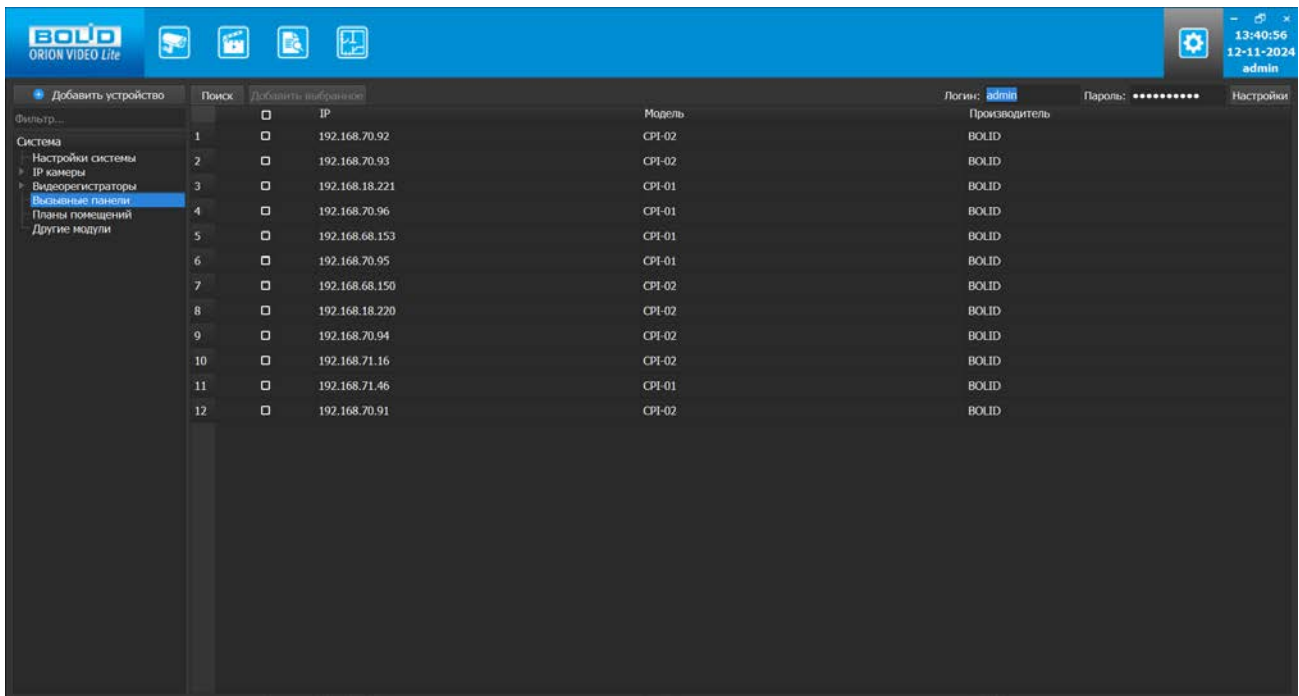 BOLID
ORION VIDEO Lite
13:40:56
12-11-2024
admin
Добавить устройство
Поиск Добавить выбранное Логин: admin Пароль: •••••••••• Настройки
Фильтр...
IP Модель Производитель
Система
Настройки системы
IP камеры
Видеорегистраторы
Вызывные панели
Планы помещений
Другие модули
1 192.168.70.92 CPI-02 BOLID
2 192.168.70.93 CPI-02 BOLID
3 192.168.18.221 CPI-01 BOLID
4 192.168.70.96 CPI-01 BOLID
5 192.168.68.153 CPI-01 BOLID
6 192.168.70.95 CPI-01 BOLID
7 192.168.68.150 CPI-02 BOLID
8 192.168.18.220 CPI-02 BOLID
9 192.168.70.94 CPI-02 BOLID
10 192.168.71.16 CPI-02 BOLID
11 192.168.71.46 CPI-01 BOLID
12 192.168.70.91 CPI-02 BOLID